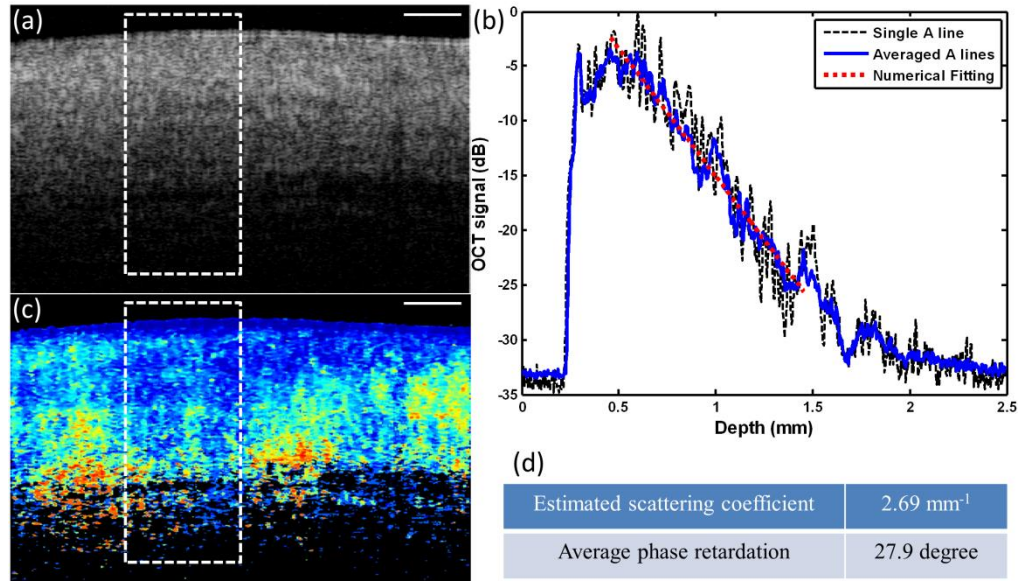 (a)
(b)
0
-5
-10
-15
-20
-25
-30
-35
OCT signal (dB)
Single A line
Averaged A lines
Numerical Fitting
0
0.5
1
1.5
2
2.5
Depth (mm)
(c)
(d)
Estimated scattering coefficient 2.69 mm⁻¹
Average phase retardation 27.9 degree